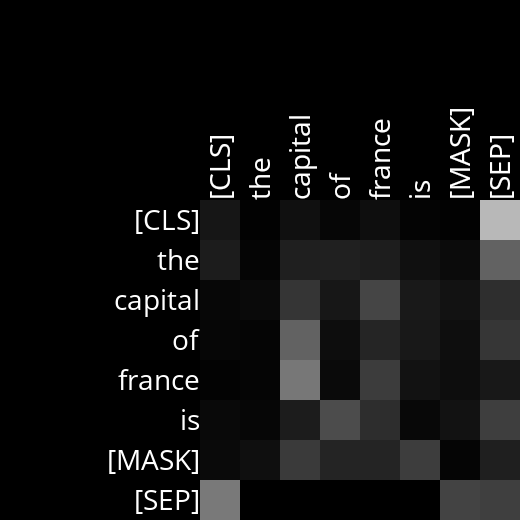 [CLS]
the
capital
of
france
is
[MASK]
[SEP]
[CLS]
the
capital
of
france
is
[MASK]
[SEP]